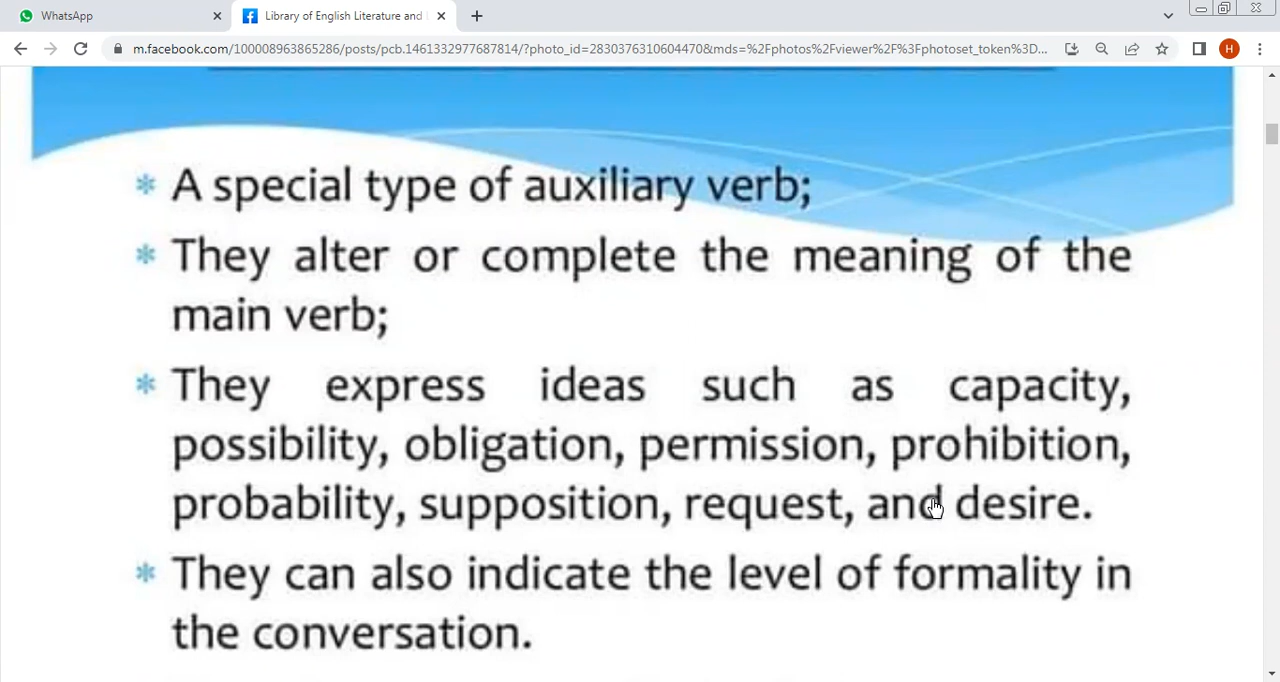 WhatsApp
Library of English Literature and
m.facebook.com/100008963865286/posts/pcb.1461332977687814/?photo_id=2830376310604470&mds=%2Fphotos%2Fviewer%2F%3Fphotoset_token%3D...
H
* A special type of auxiliary verb;
* They alter or complete the meaning of the
main verb;
* They express ideas such as capacity,
possibility, obligation, permission, prohibition,
probability, supposition, request, and desire.
* They can also indicate the level of formality in
the conversation.